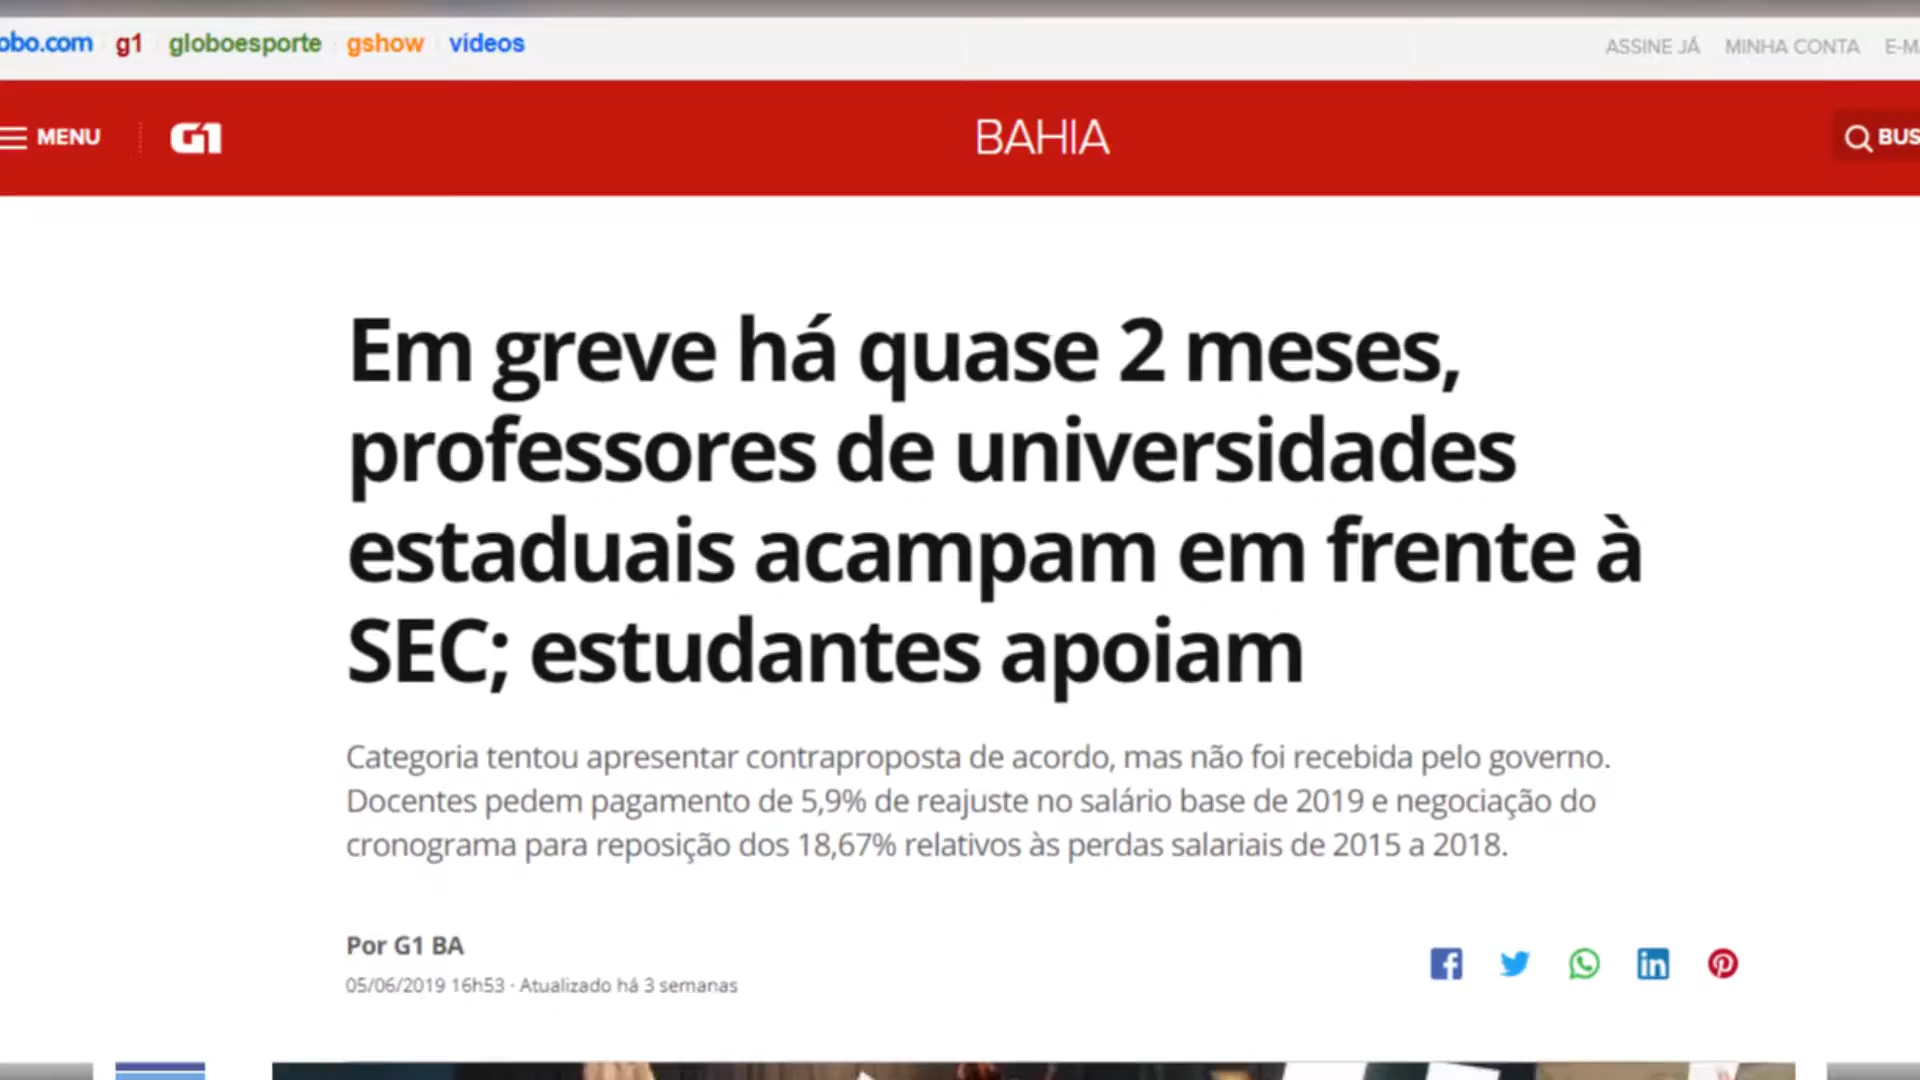 obo.com g1 globoesporte gshow vídeos ASSINE JÁ MINHA CONTA E-MA
MENU G1 BAHIA BUS
Em greve há quase 2 meses,
professores de universidades
estaduais acampam em frente à
SEC; estudantes apoiam
Categoria tentou apresentar contraproposta de acordo, mas não foi recebida pelo governo.
Docentes pedem pagamento de 5,9% de reajuste no salário base de 2019 e negociação do
cronograma para reposição dos 18,67% relativos às perdas salariais de 2015 a 2018.
Por G1 BA
05/06/2019 16h53 · Atualizado há 3 semanas